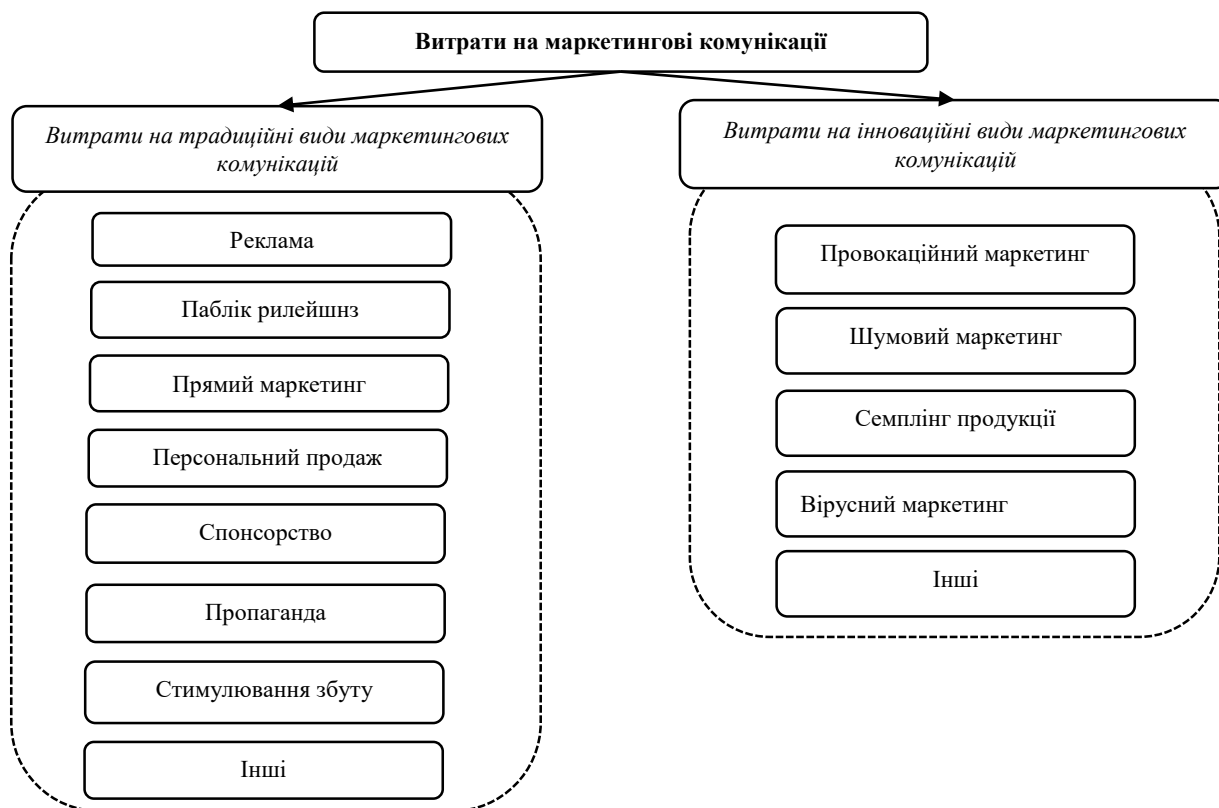 Витрати на маркетингові комунікації
Витрати на традиційні види маркетингових
комунікацій
Реклама
Паблік рилейшнз
Прямий маркетинг
Персональний продаж
Спонсорство
Пропаганда
Стимулювання збуту
Інші
Витрати на інноваційні види маркетингових
комунікацій
Провокаційний маркетинг
Шумовий маркетинг
Семплінг продукції
Вірусний маркетинг
Інші